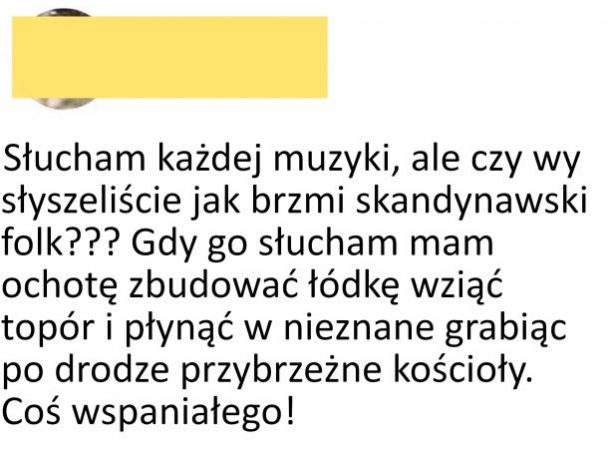 Słucham każdej muzyki, ale czy wy
słyszeliście jak brzmi skandynawski
folk??? Gdy go słucham mam
ochotę zbudować łódkę wziąć
topór i płynąć w nieznane grabiąc
po drodze przybrzeżne kościoły.
Coś wspaniałego!